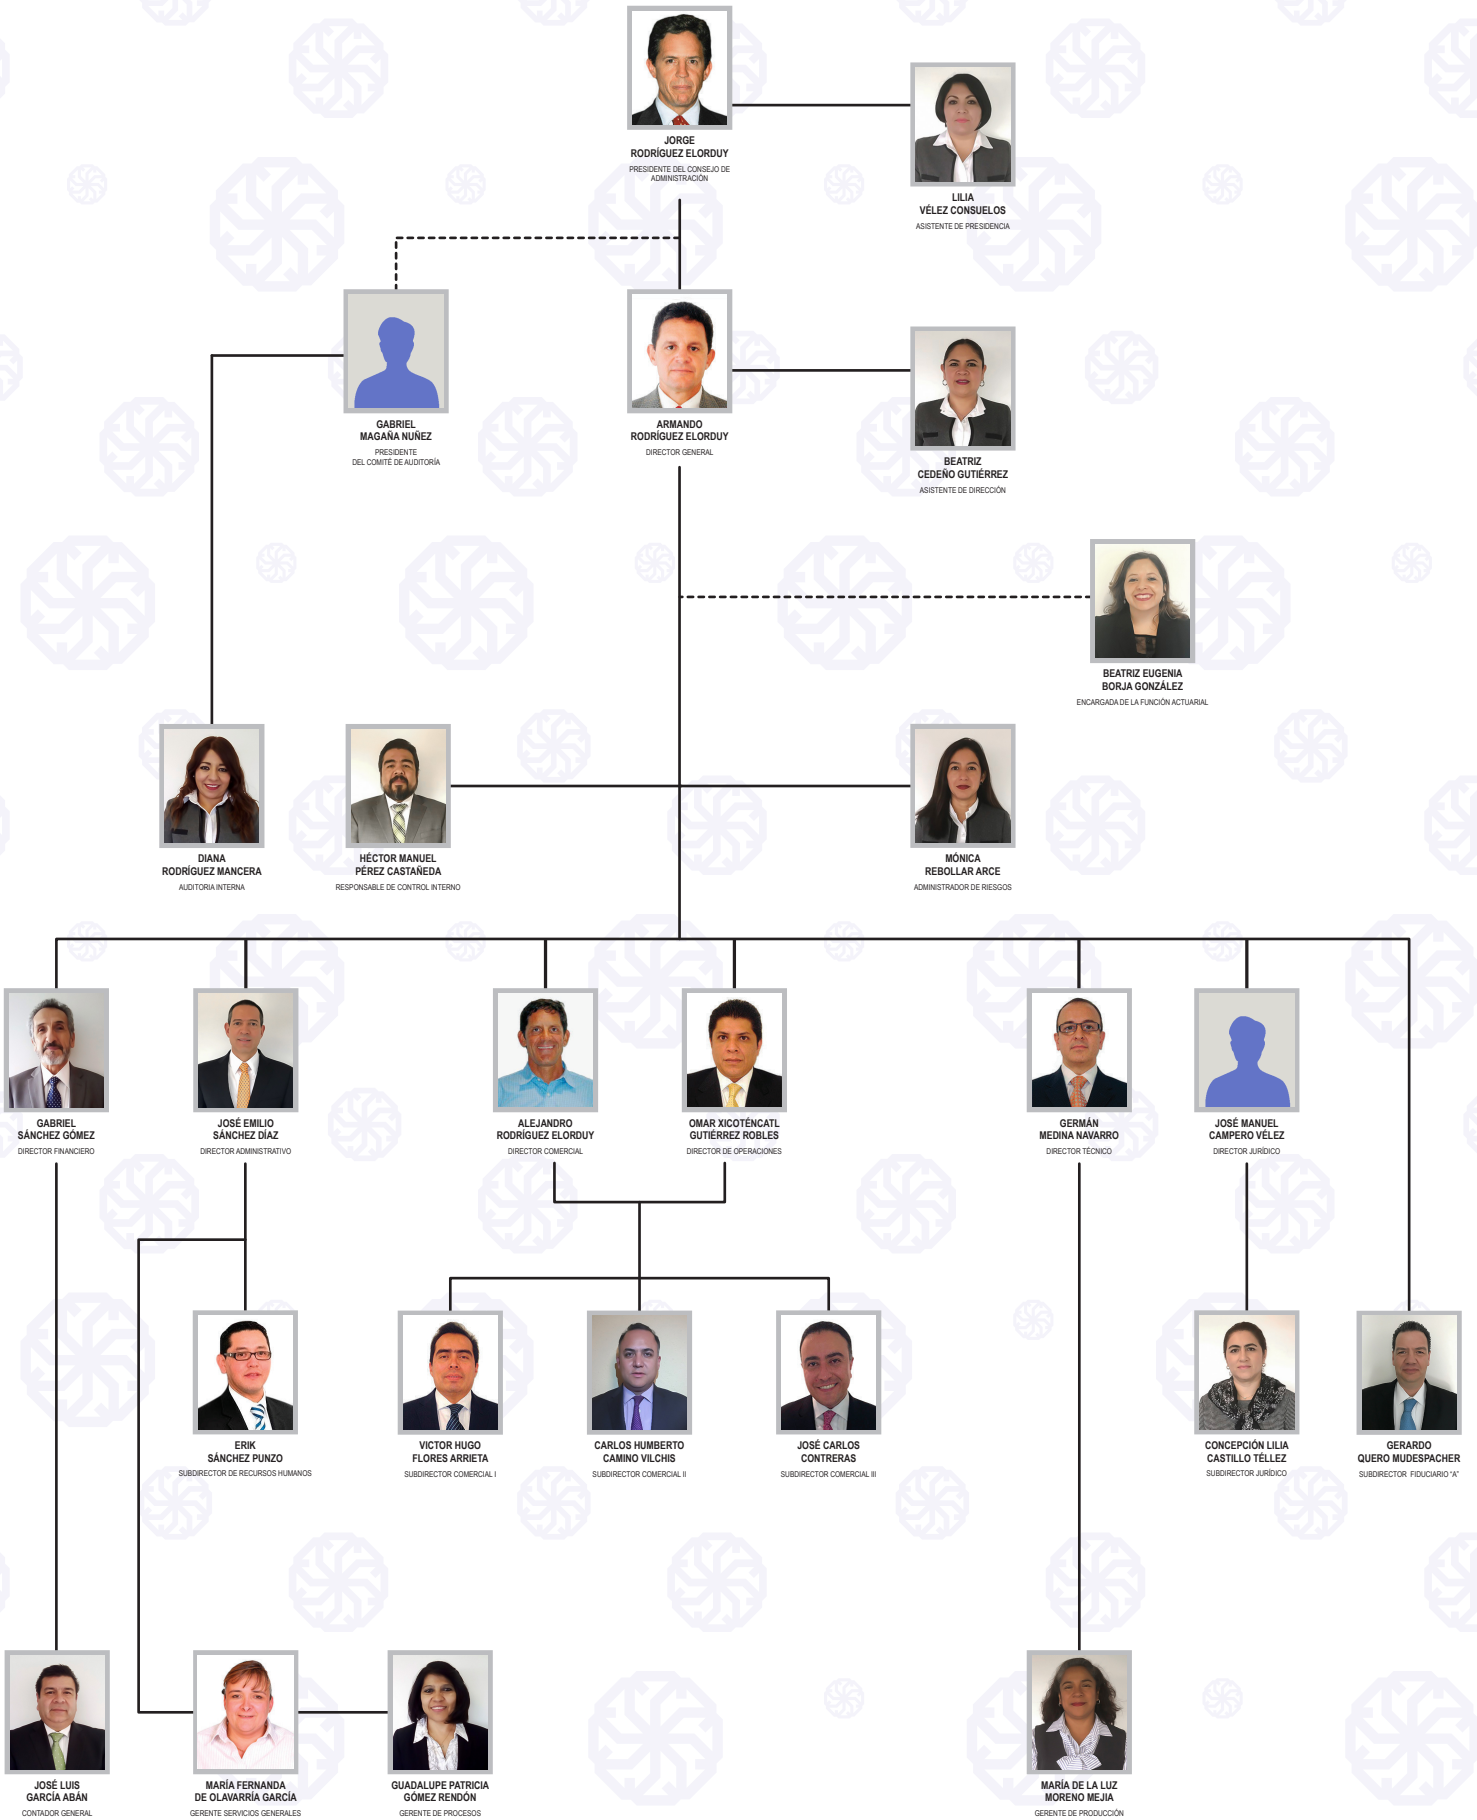 JORGE
RODRÍGUEZ ELORDUY
PRESIDENTE DEL CONSEJO DE
ADMINISTRACIÓN
LILIA
VÉLEZ CONSUELOS
ASISTENTE DE PRESIDENCIA
GABRIEL
MAGAÑA NUÑEZ
PRESIDENTE
DEL COMITÉ DE AUDITORÍA
ARMANDO
RODRÍGUEZ ELORDUY
DIRECTOR GENERAL
BEATRIZ
CEDEÑO GUTIÉRREZ
ASISTENTE DE DIRECCIÓN
BEATRIZ EUGENIA
BORJA GONZÁLEZ
ENCARGADA DE LA FUNCIÓN ACTUARIAL
DIANA
RODRÍGUEZ MANCERA
AUDITORIA INTERNA
HÉCTOR MANUEL
PÉREZ CASTAÑEDA
RESPONSABLE DE CONTROL INTERNO
MÓNICA
REBOLLAR ARCE
ADMINISTRADOR DE RIESGOS
GABRIEL
SÁNCHEZ GÓMEZ
DIRECTOR FINANCIERO
JOSÉ EMILIO
SÁNCHEZ DÍAZ
DIRECTOR ADMINISTRATIVO
ALEJANDRO
RODRÍGUEZ ELORDUY
DIRECTOR COMERCIAL
OMAR XICOTÉNCATL
GUTIÉRREZ ROBLES
DIRECTOR DE OPERACIONES
GERMÁN
MEDINA NAVARRO
DIRECTOR TÉCNICO
JOSÉ MANUEL
CAMPERO VÉLEZ
DIRECTOR JURÍDICO
ERIK
SÁNCHEZ PUNZO
SUBDIRECTOR DE RECURSOS HUMANOS
VICTOR HUGO
FLORES ARRIETA
SUBDIRECTOR COMERCIAL I
CARLOS HUMBERTO
CAMINO VILCHIS
SUBDIRECTOR COMERCIAL II
JOSÉ CARLOS
CONTRERAS
SUBDIRECTOR COMERCIAL III
CONCEPCIÓN LILIA
CASTILLO TÉLLEZ
SUBDIRECTOR JURÍDICO
GERARDO
QUERO MUDESPACHER
SUBDIRECTOR FIDUCIARIO "A"
JOSÉ LUIS
GARCÍA ABÁN
CONTADOR GENERAL
MARÍA FERNANDA
DE OLAVARRÍA GARCÍA
GERENTE SERVICIOS GENERALES
GUADALUPE PATRICIA
GÓMEZ RENDÓN
GERENTE DE PROCESOS
MARÍA DE LA LUZ
MORENO MEJIA
GERENTE DE PRODUCCIÓN